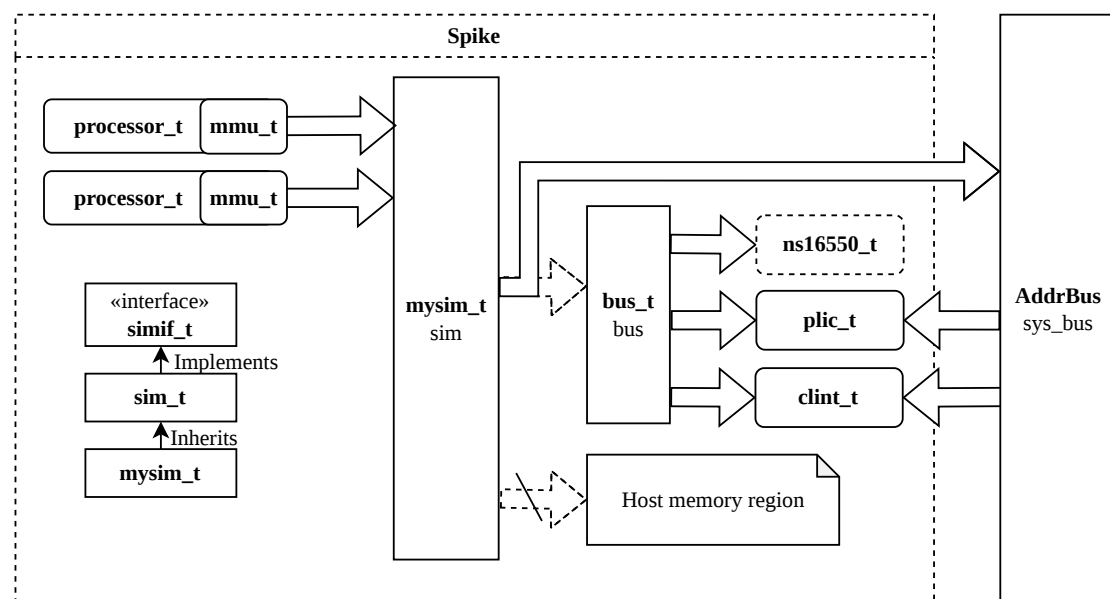 Spike
processor_t
mmu_t
processor_t
mmu_t
«interface»
simif_t
Implements
sim_t
Inherits
mysim_t
mysim_t
sim
bus_t
bus
ns16550_t
plic_t
clint_t
Host memory region
AddrBus
sys_bus